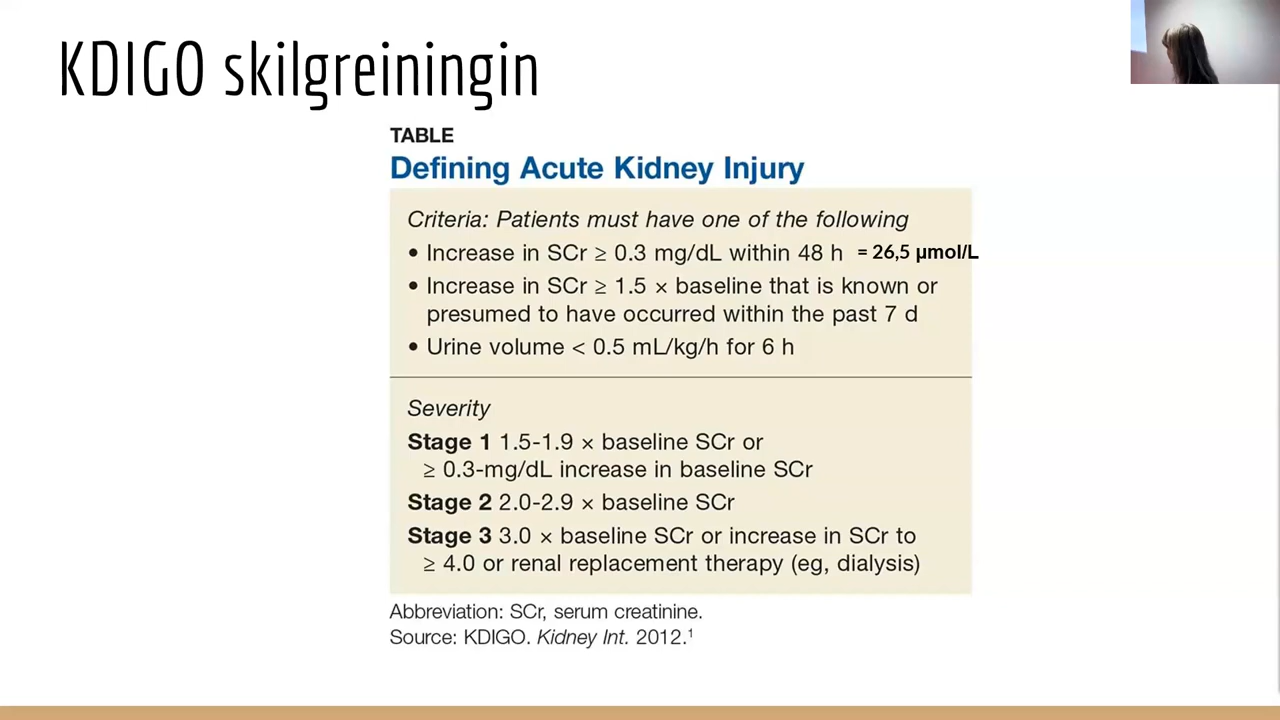 KDIGO skilgreiningin
TABLE
Defining Acute Kidney Injury
Criteria: Patients must have one of the following
• Increase in SCr ≥ 0.3 mg/dL within 48 h = 26,5 µmol/L
• Increase in SCr ≥ 1.5 × baseline that is known or
presumed to have occurred within the past 7 d
• Urine volume < 0.5 mL/kg/h for 6 h
Severity
Stage 1 1.5-1.9 × baseline SCr or
≥ 0.3-mg/dL increase in baseline SCr
Stage 2 2.0-2.9 × baseline SCr
Stage 3 3.0 × baseline SCr or increase in SCr to
≥ 4.0 or renal replacement therapy (eg, dialysis)
Abbreviation: SCr, serum creatinine.
Source: KDIGO. Kidney Int. 2012.¹